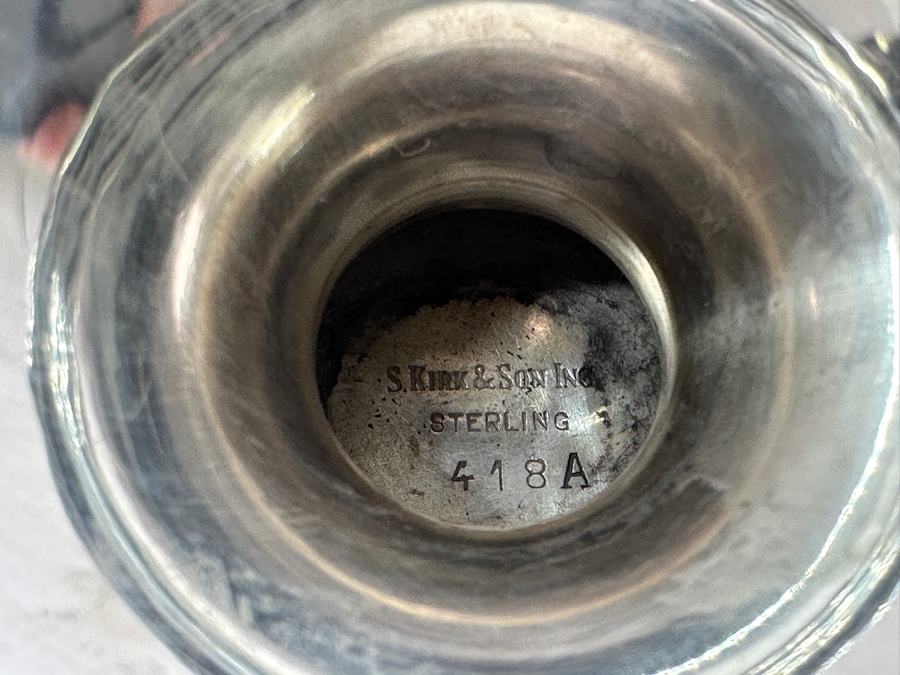 S. KIRK & SON INC.
STERLING
418A